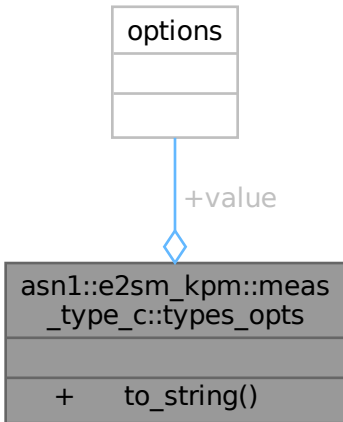 options
+value
asn1::e2sm_kpm::meas
_type_c::types_opts
+ to_string()